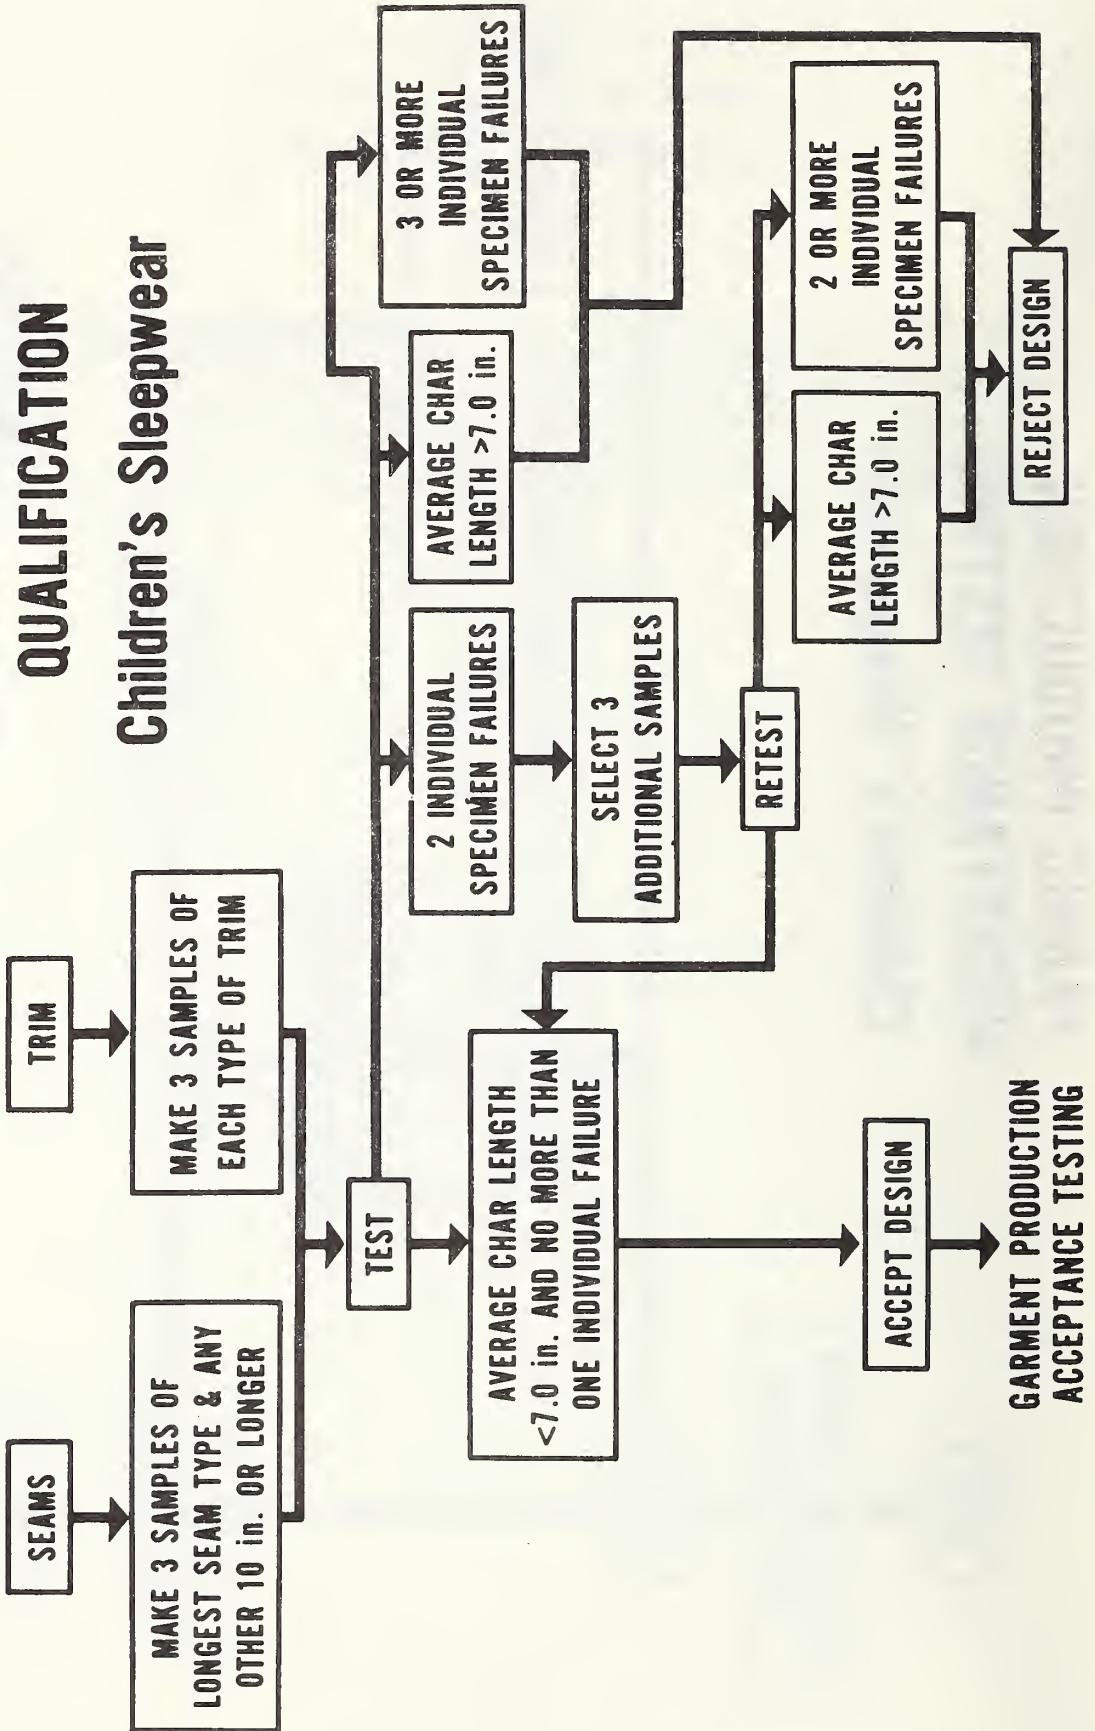 QUALIFICATION
Children's Sleepwear
SEAMS
MAKE 3 SAMPLES OF
LONGEST SEAM TYPE & ANY
OTHER 10 in. OR LONGER
TRIM
MAKE 3 SAMPLES OF
EACH TYPE OF TRIM
TEST
AVERAGE CHAR LENGTH
<7.0 in. AND NO MORE THAN
ONE INDIVIDUAL FAILURE
2 INDIVIDUAL
SPECIMEN FAILURES
AVERAGE CHAR
LENGTH >7.0 in.
3 OR MORE
INDIVIDUAL
SPECIMEN FAILURES
SELECT 3
ADDITIONAL SAMPLES
RETEST
AVERAGE CHAR
LENGTH >7.0 in.
2 OR MORE
INDIVIDUAL
SPECIMEN FAILURES
ACCEPT DESIGN
REJECT DESIGN
GARMENT PRODUCTION
ACCEPTANCE TESTING